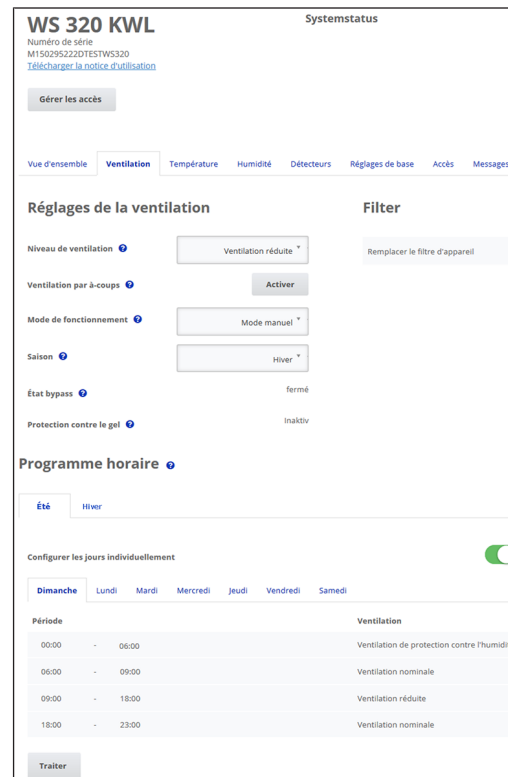 WS 320 KWL
Systemstatus
Numéro de série
M150295222DTESTWS320
Télécharger la notice d'utilisation
Gérer les accès
Vue d'ensemble Ventilation Température Humidité Détecteurs Réglages de base Accès Messages
Réglages de la ventilation
Filter
Niveau de ventilation ? Ventilation réduite
Remplacer le filtre d'appareil
Ventilation par à-coups ? Activer
Mode de fonctionnement ? Mode manuel
Saison ? Hiver
État bypass ? fermé
Protection contre le gel ? Inaktiv
Programme horaire ?
Été Hiver
Configurer les jours individuellement
Dimanche Lundi Mardi Mercredi Jeudi Vendredi Samedi
Période Ventilation
00:00 - 06:00 Ventilation de protection contre l'humidi
06:00 - 09:00 Ventilation nominale
09:00 - 18:00 Ventilation réduite
18:00 - 23:00 Ventilation nominale
Traiter